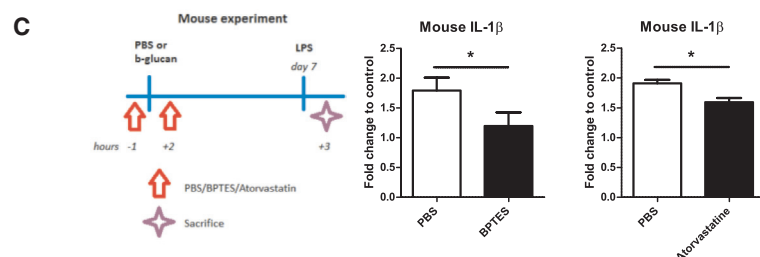 C
Mouse experiment
PBS or
b-glucan
LPS
day 7
hours -1 +2 +3
PBS/BPTES/Atorvastatin
Sacrifice
Mouse IL-1β
Fold change to control
2.5
2.0
1.5
1.0
0.5
0.0
*
PBS
BPTES
Mouse IL-1β
Fold change to control
2.5
2.0
1.5
1.0
0.5
0.0
*
PBS
Atorvastatine